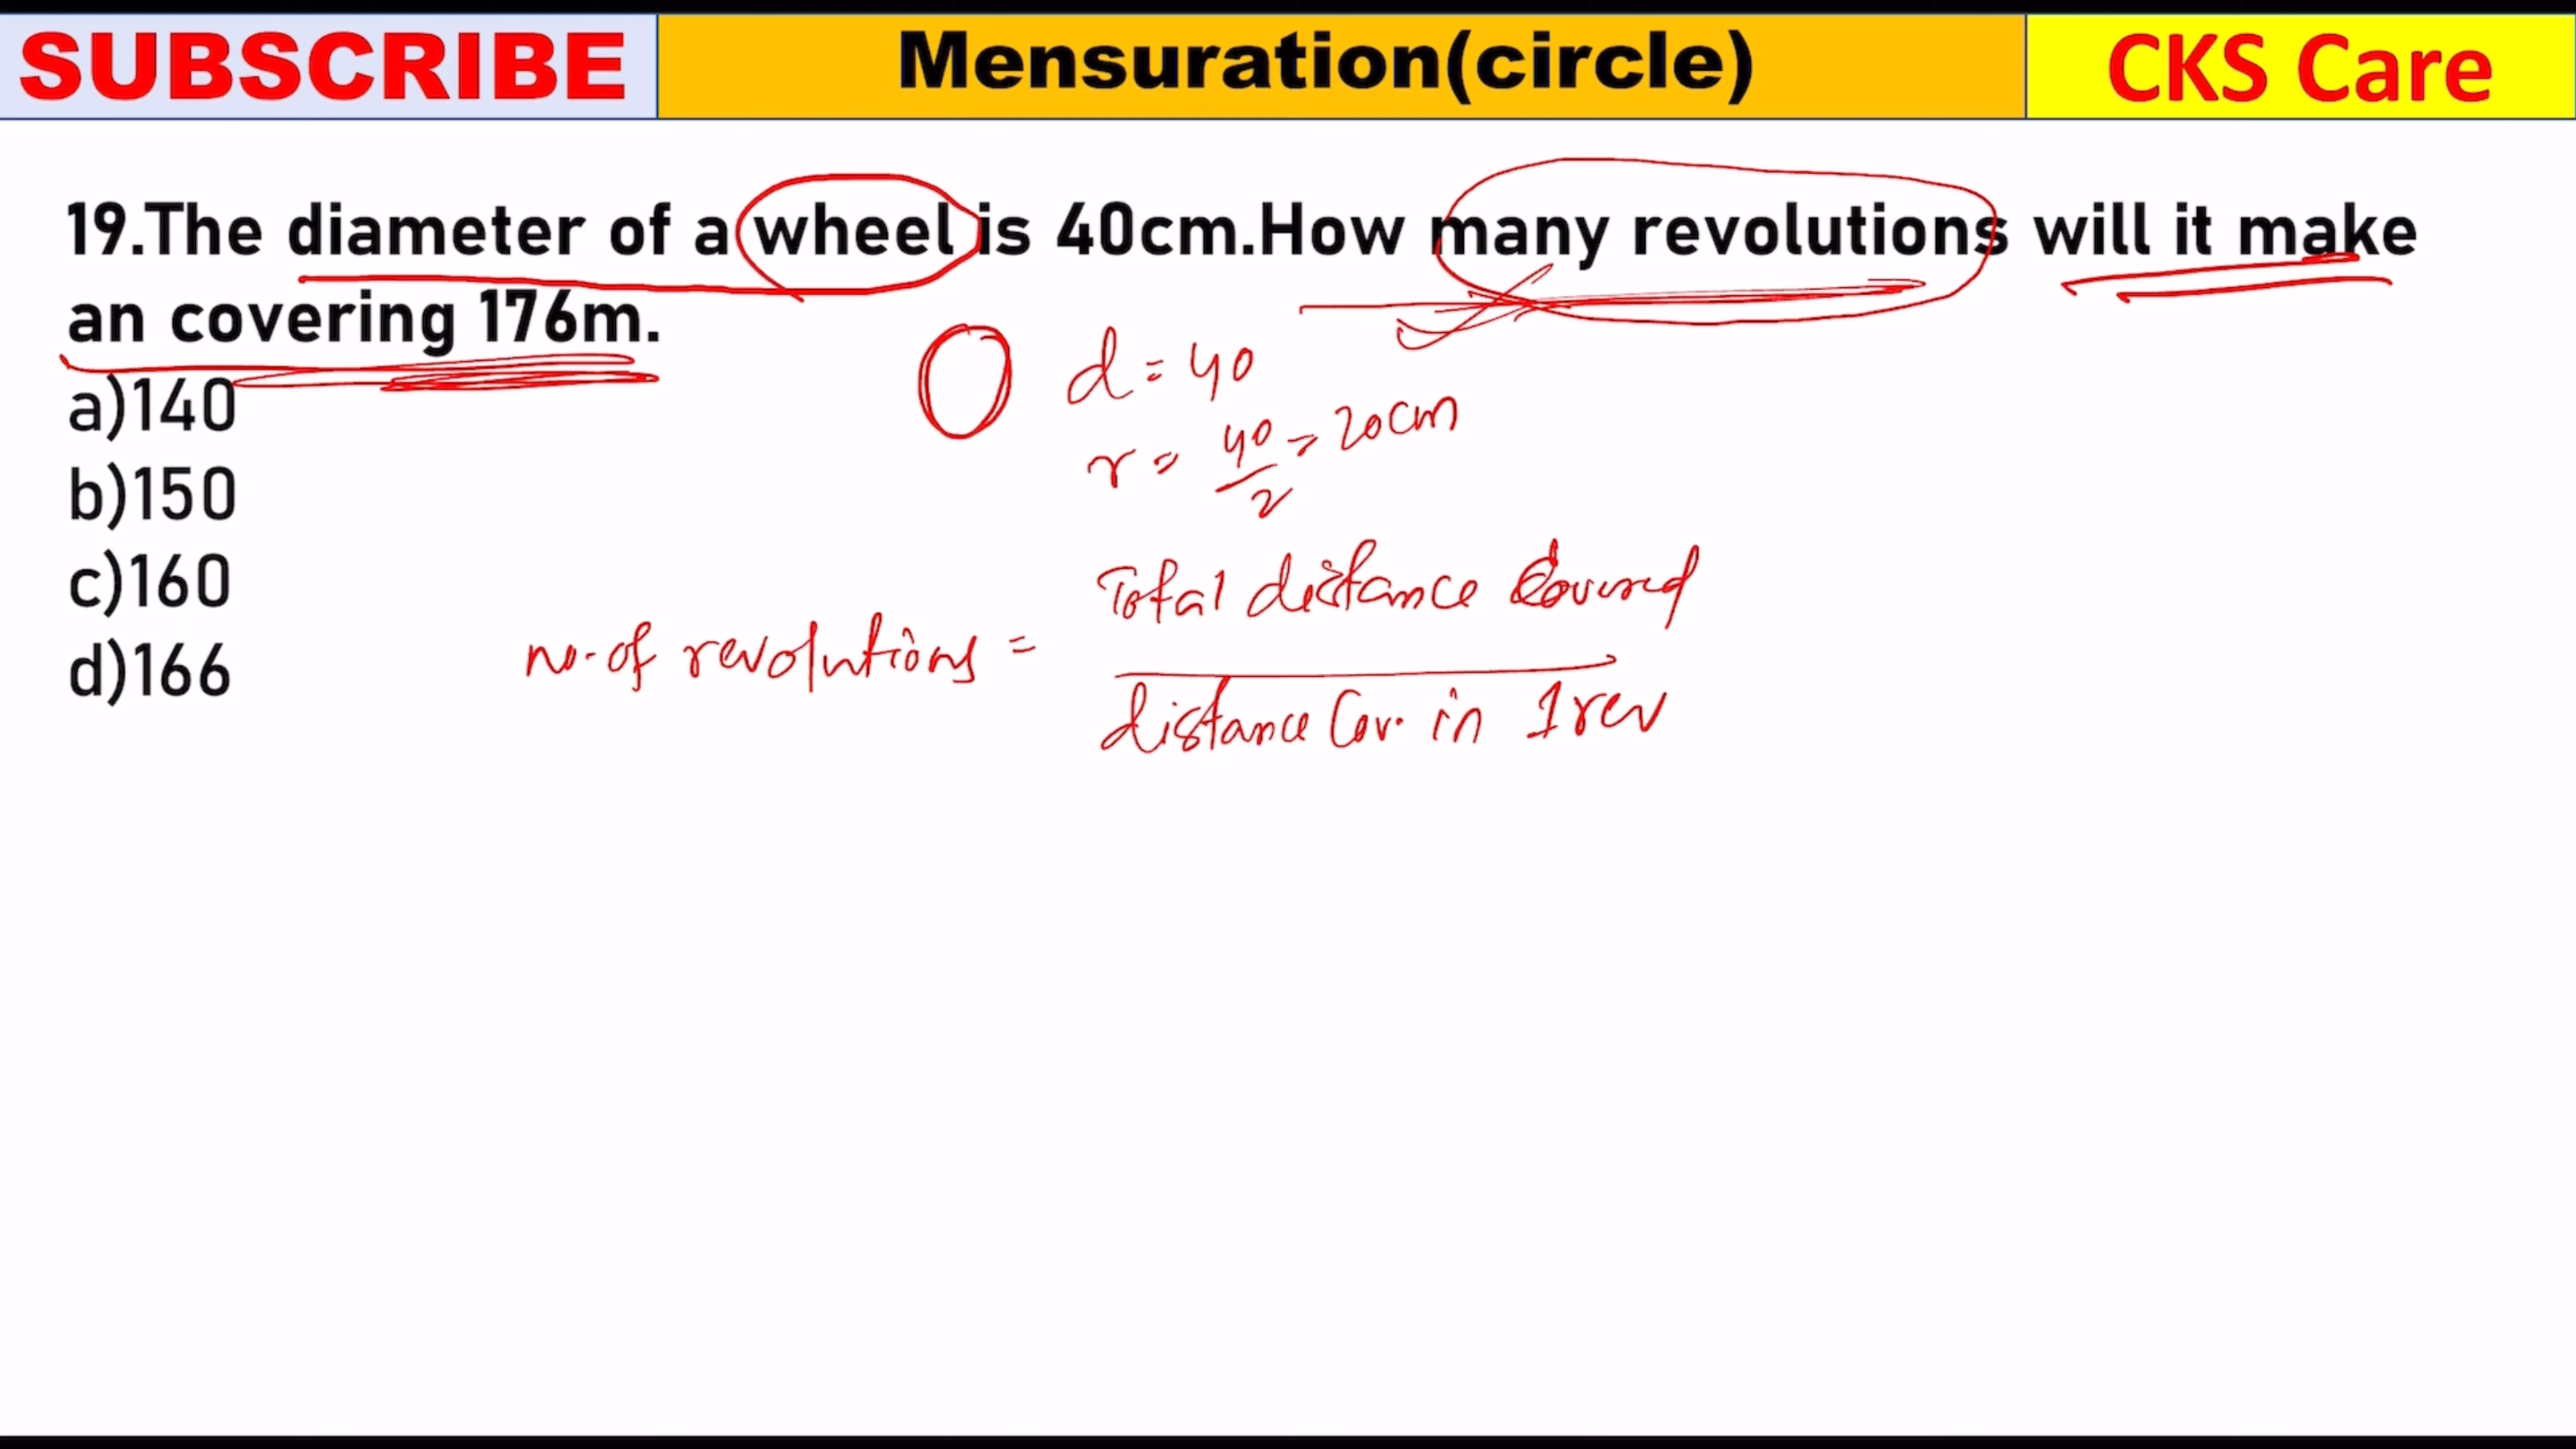 SUBSCRIBE
Mensuration(circle)
CKS Care
19.The diameter of a wheel is 40cm.How many revolutions will it make
an covering 176m.
a)140
b)150
c)160
d)166
d = 40
r = 40/2 = 20cm
no. of revolutions = Total distance Covered
distance Cov. in 1 rev